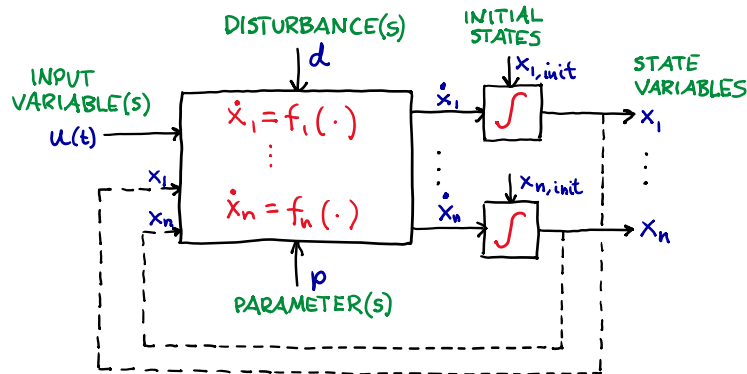 DISTURBANCE(S)
d
INITIAL
STATES
x₁,init
STATE
VARIABLES
INPUT
VARIABLE(S)
u(t)
ẋ₁ = f₁(·)
⋮
ẋₙ = fₙ(·)
ẋ₁
∫
x₁
⋮
⋮
x₁
xₙ
xₙ,init
ẋₙ
∫
xₙ
p
PARAMETER(S)